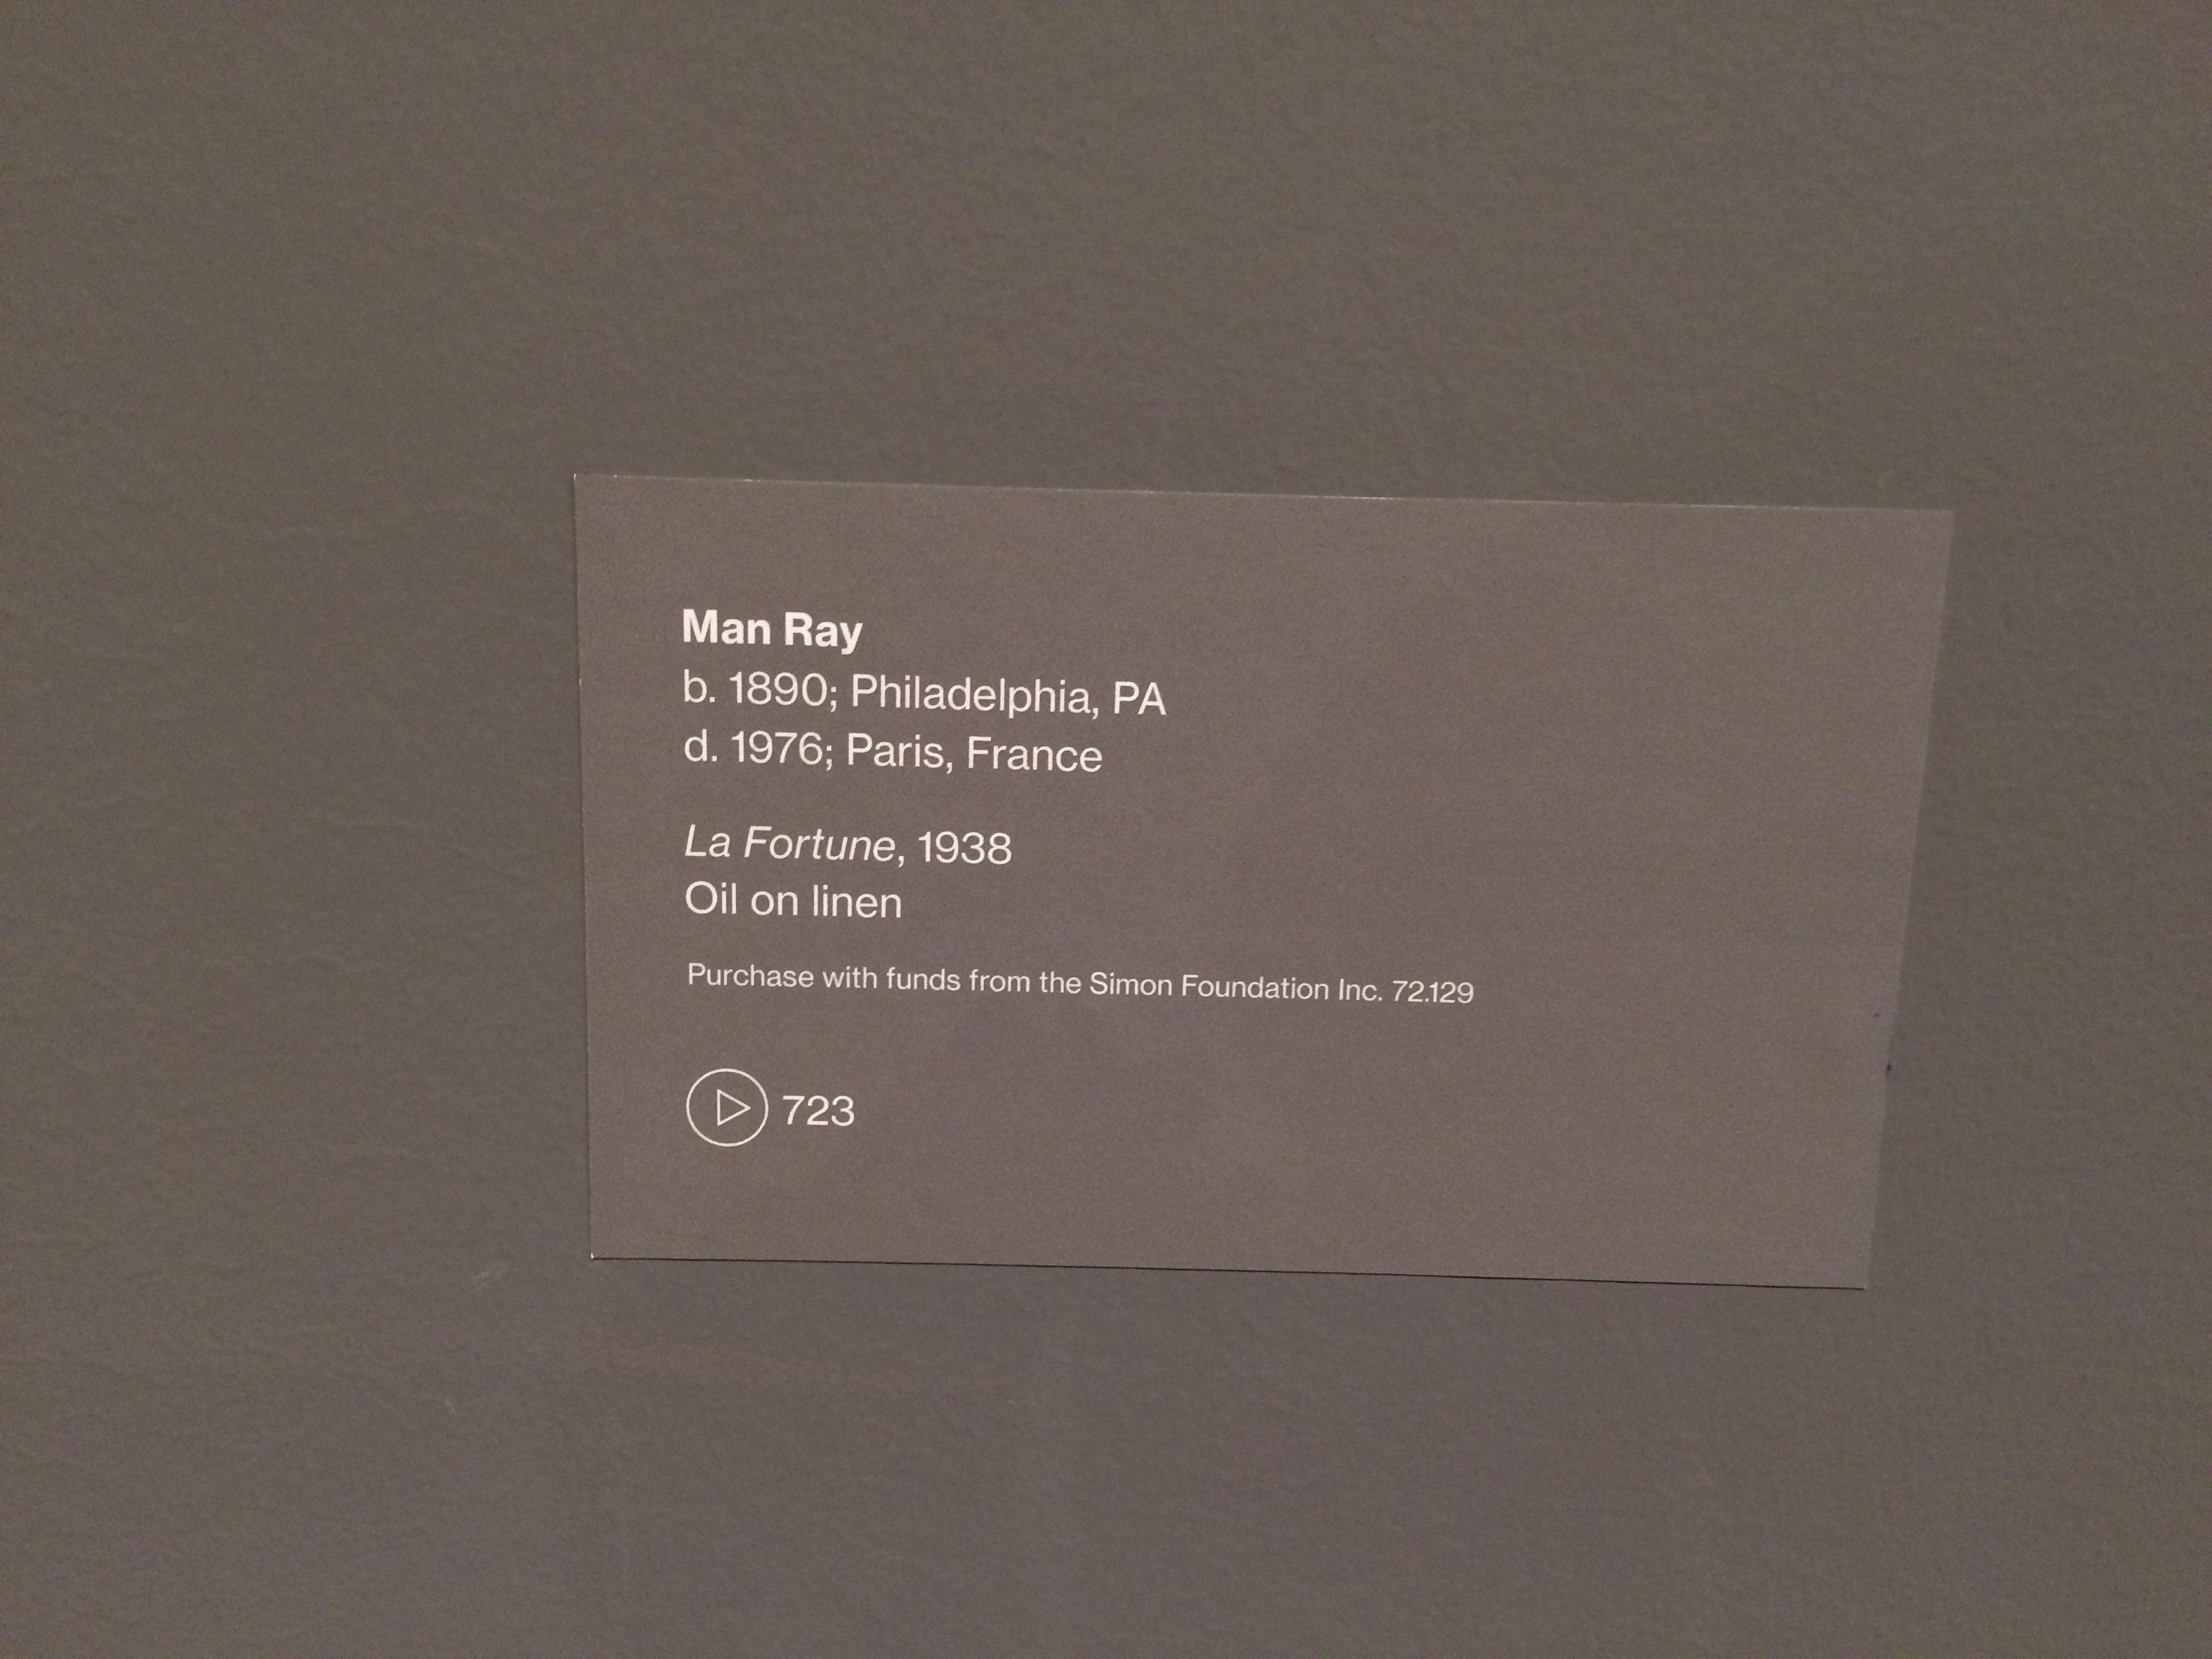 Man Ray
b. 1890; Philadelphia, PA
d. 1976; Paris, France
La Fortune, 1938
Oil on linen
Purchase with funds from the Simon Foundation Inc. 72.129
723